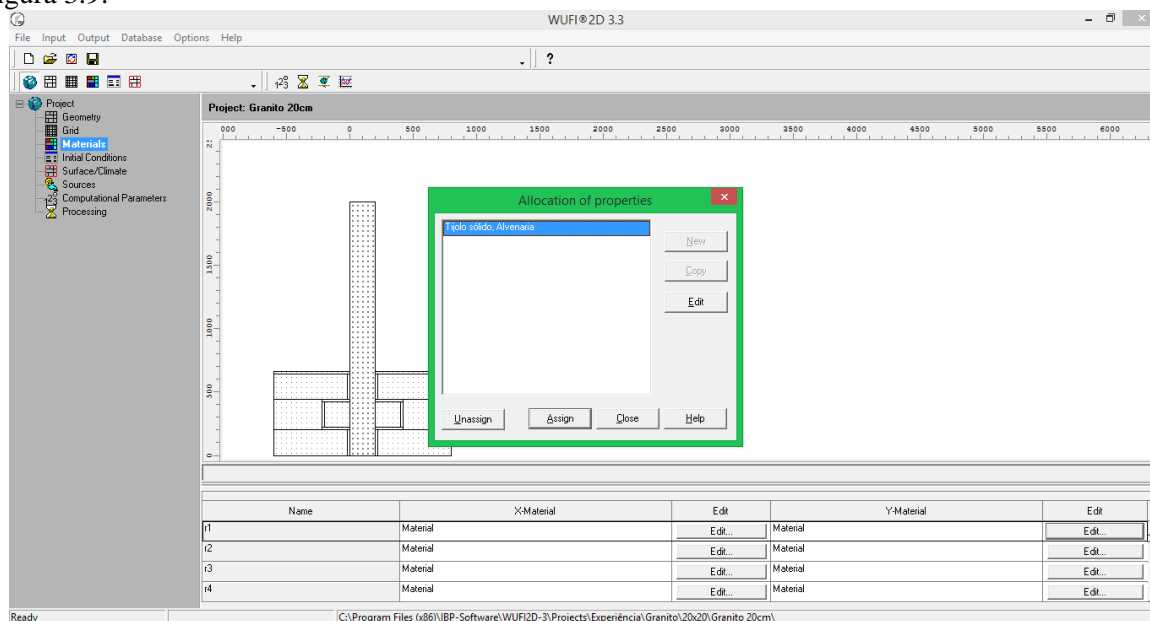 igura 3.9.
WUFI®2D 3.3
File Input Output Database Options Help
?
Project
Geometry
Grid
Materials
Initial Conditions
Surface/Climate
Sources
Computational Parameters
Processing
Project: Granito 20cm
000 -500 0 500 1000 1500 2000 2500 3000 3500 4000 4500 5000 5500 6000
2000
1500
1000
500
0
Allocation of properties
Tijolo sólido, Alvenaria
New
Copy
Edit
Unassign Assign Close Help
Name X-Material Edit Y-Material Edit
r1 Material Edit... Material Edit...
r2 Material Edit... Material Edit...
r3 Material Edit... Material Edit...
r4 Material Edit... Material Edit...
Ready C:\Program Files (x86)\IBP-Software\WUFI2D-3\Projects\Experiência\Granito\20x20\Granito 20cm\